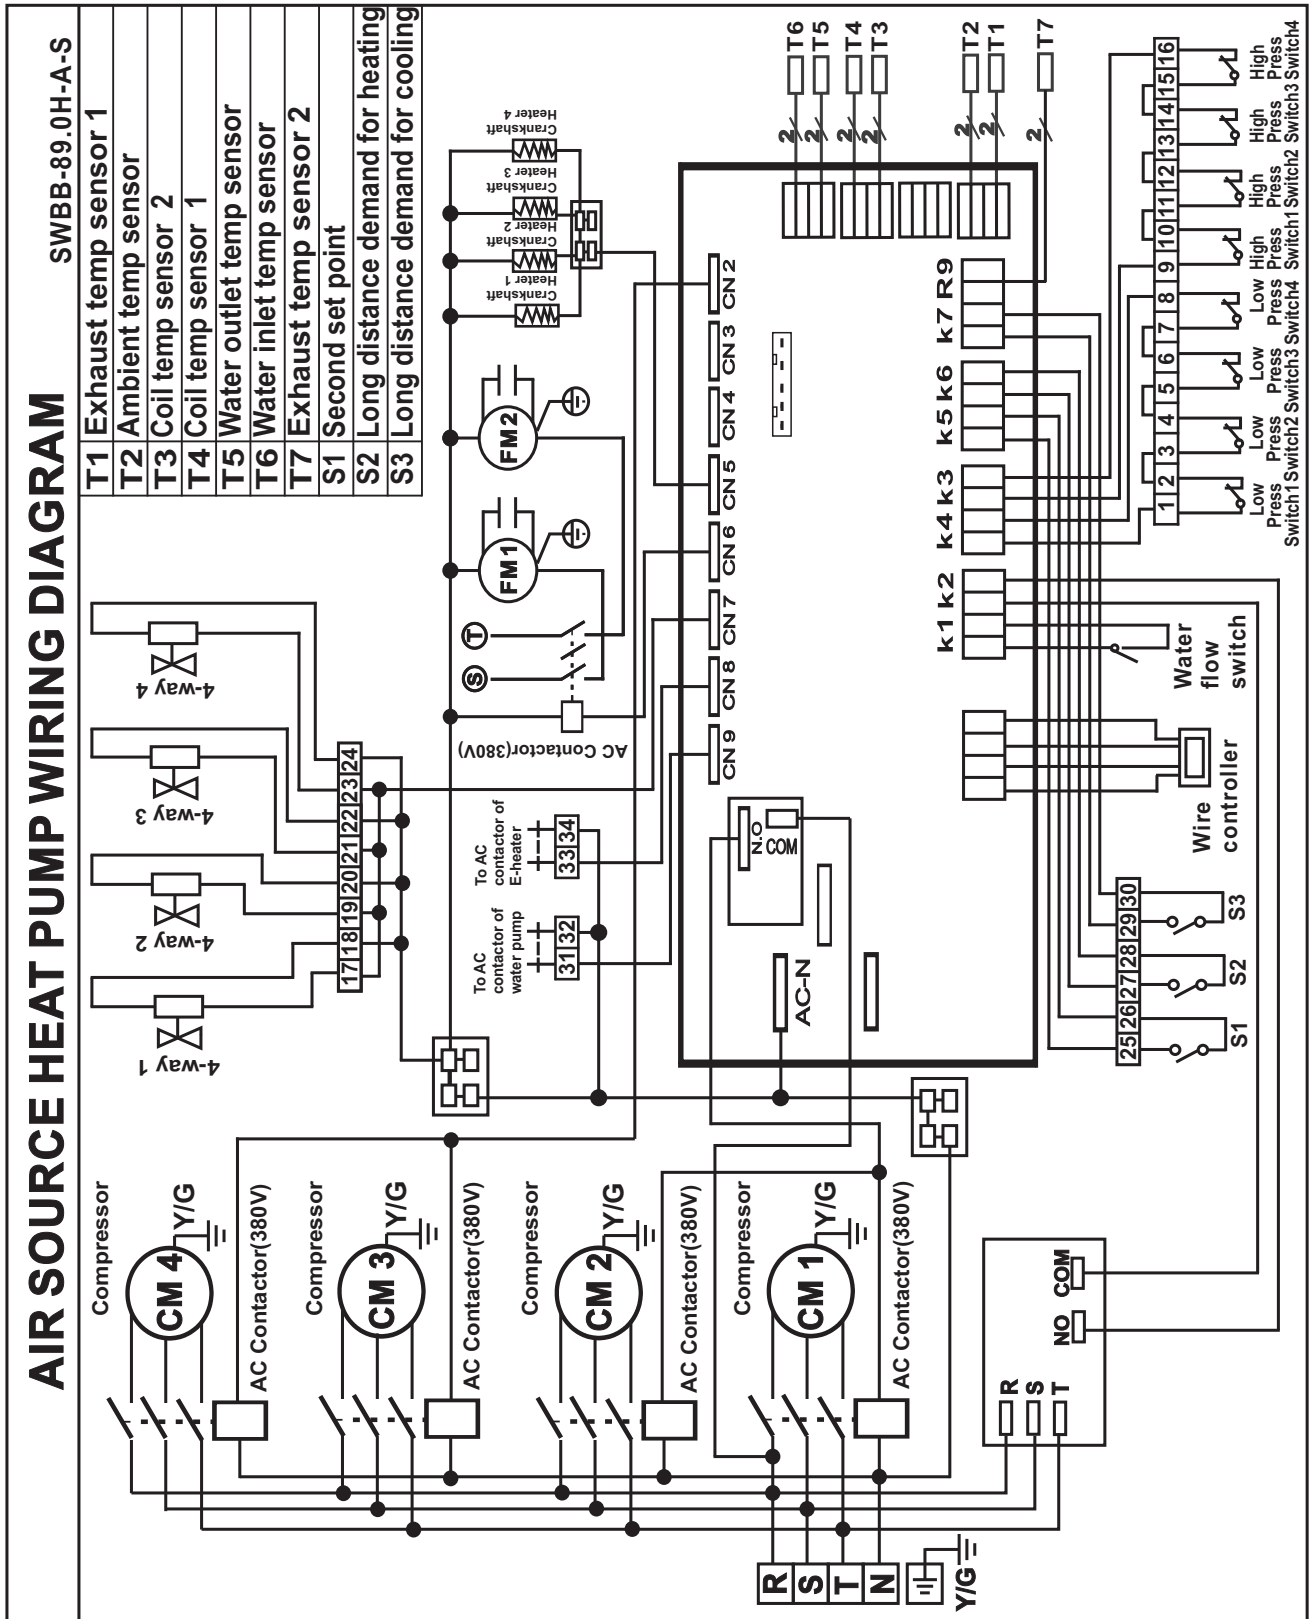 AIR SOURCE HEAT PUMP WIRING DIAGRAM
SWBB-89.0H-A-S
T1 Exhaust temp sensor 1
T2 Ambient temp sensor
T3 Coil temp sensor 2
T4 Coil temp sensor 1
T5 Water outlet temp sensor
T6 Water inlet temp sensor
T7 Exhaust temp sensor 2
S1 Second set point
S2 Long distance demand for heating
S3 Long distance demand for cooling
4-way 1
4-way 2
4-way 3
4-way 4
17 18 19 20 21 22 23 24
Crankshaft
Heater 1
Crankshaft
Heater 2
Crankshaft
Heater 3
Crankshaft
Heater 4
FM1
FM2
S
T
AC Contactor(380V)
To AC
contactor of
water pump
31 32
To AC
contactor of
E-heater
33 34
Compressor
CM 4
Y/G
AC Contactor(380V)
Compressor
CM 3
Y/G
AC Contactor(380V)
Compressor
CM 2
Y/G
AC Contactor(380V)
Compressor
CM 1
Y/G
AC Contactor(380V)
CN 9
CN 8
CN 7
CN 6
CN 5
CN 4
CN 3
CN 2
N.O
COM
AC-N
k1 k2
k4 k3
k5 k6
k7 R9
2 T6
2 T5
2 T4
2 T3
2 T2
2 T1
2 T7
Water
flow
switch
Wire
controller
25 26 27 28 29 30
S1
S2
S3
1 2 3 4 5 6 7 8 9 10 11 12 13 14 15 16
Low
Press
Switch1
Low
Press
Switch2
Low
Press
Switch3
Low
Press
Switch4
High
Press
Switch1
High
Press
Switch2
High
Press
Switch3
High
Press
Switch4
R
S
T
NO
COM
R
S
T
N
Y/G